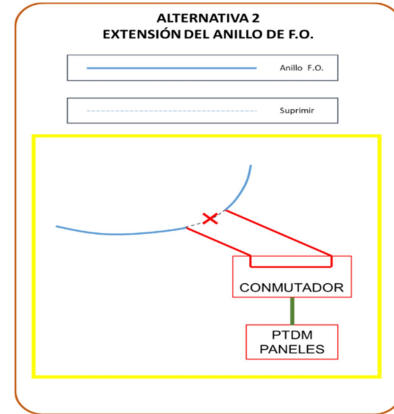 ALTERNATIVA 2
EXTENSIÓN DEL ANILLO DE F.O.
Anillo F.O.
Suprimir
CONMUTADOR
PTDM
PANELES